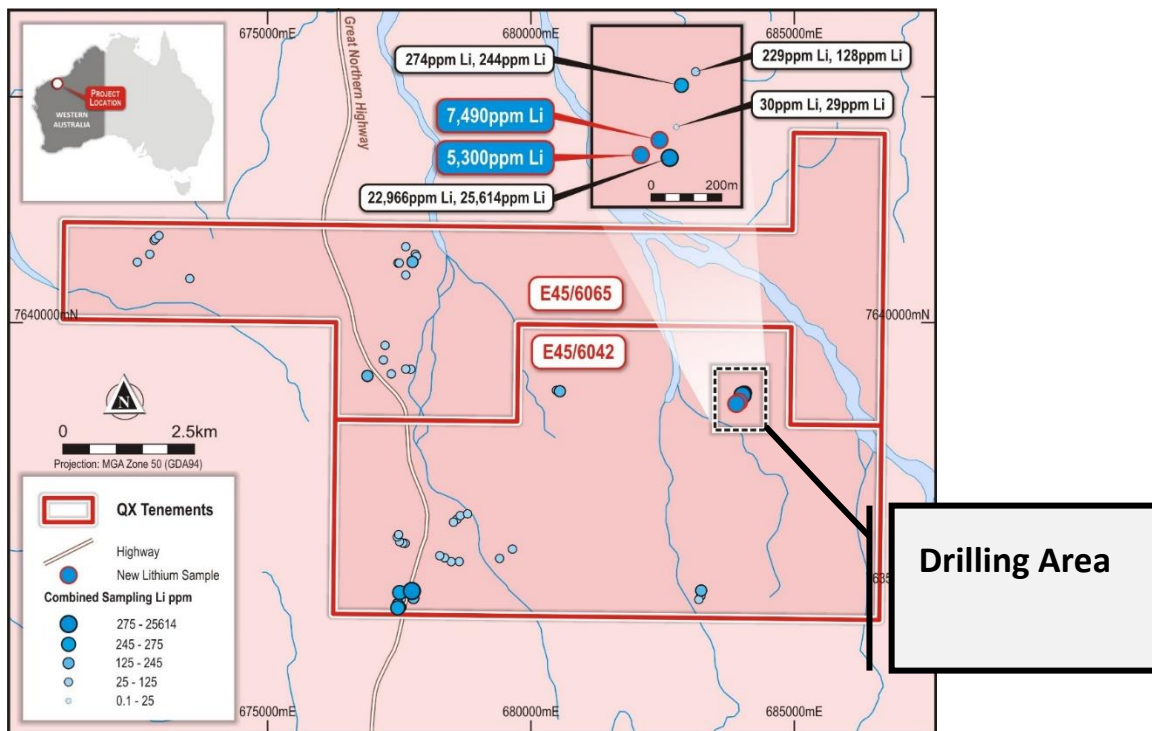 675000mE
680000mE
685000mE
Great Northern Highway
PROJECT
LOCATION
WESTERN
AUSTRALIA
274ppm Li, 244ppm Li
229ppm Li, 128ppm Li
30ppm Li, 29ppm Li
7,490ppm Li
5,300ppm Li
22,966ppm Li, 25,614ppm Li
0 200m
E45/6065
7640000mN
7640000mN
E45/6042
N
0 2.5km
Projection: MGA Zone 50 (GDA94)
QX Tenements
Highway
New Lithium Sample
Combined Sampling Li ppm
275 - 25614
245 - 275
125 - 245
25 - 125
0.1 - 25
Drilling Area
675000mE
680000mE
685000mE